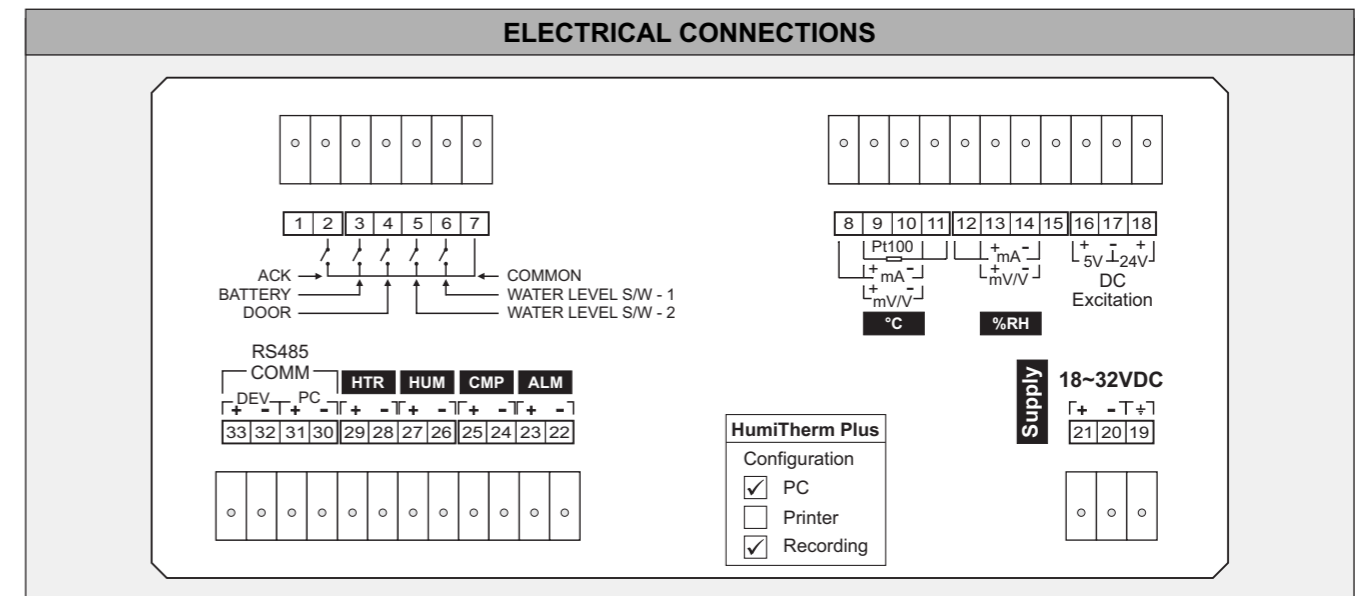 ELECTRICAL CONNECTIONS
1 2 3 4 5 6 7
ACK
COMMON
BATTERY
WATER LEVEL S/W - 1
DOOR
WATER LEVEL S/W - 2
8 9 10 11 12 13 14 15 16 17 18
Pt100
+ mA -
+ mV/V -
°C
+ mA -
mV/V
%RH
+ - +
5V ⊥ 24V
DC
Excitation
RS485
COMM
DEV PC
HTR HUM CMP ALM
+ - + - + - + - + - + -
33 32 31 30 29 28 27 26 25 24 23 22
HumiTherm Plus
Configuration
✓ PC
Printer
✓ Recording
Supply
18~32VDC
+ - ⏚
21 20 19